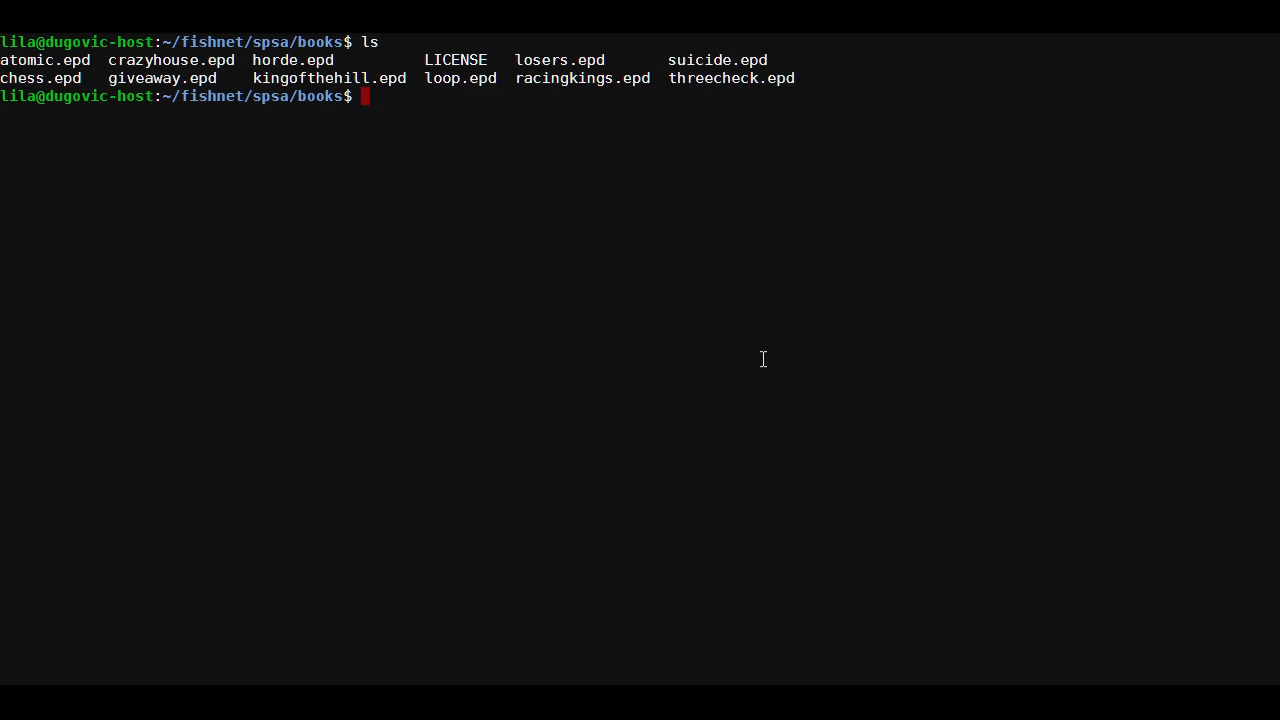 lila@dugovic-host:~/fishnet/spsa/books$ ls
atomic.epd  crazyhouse.epd  horde.epd          LICENSE   losers.epd       suicide.epd
chess.epd   giveaway.epd    kingofthehill.epd  loop.epd  racingkings.epd  threecheck.epd
lila@dugovic-host:~/fishnet/spsa/books$